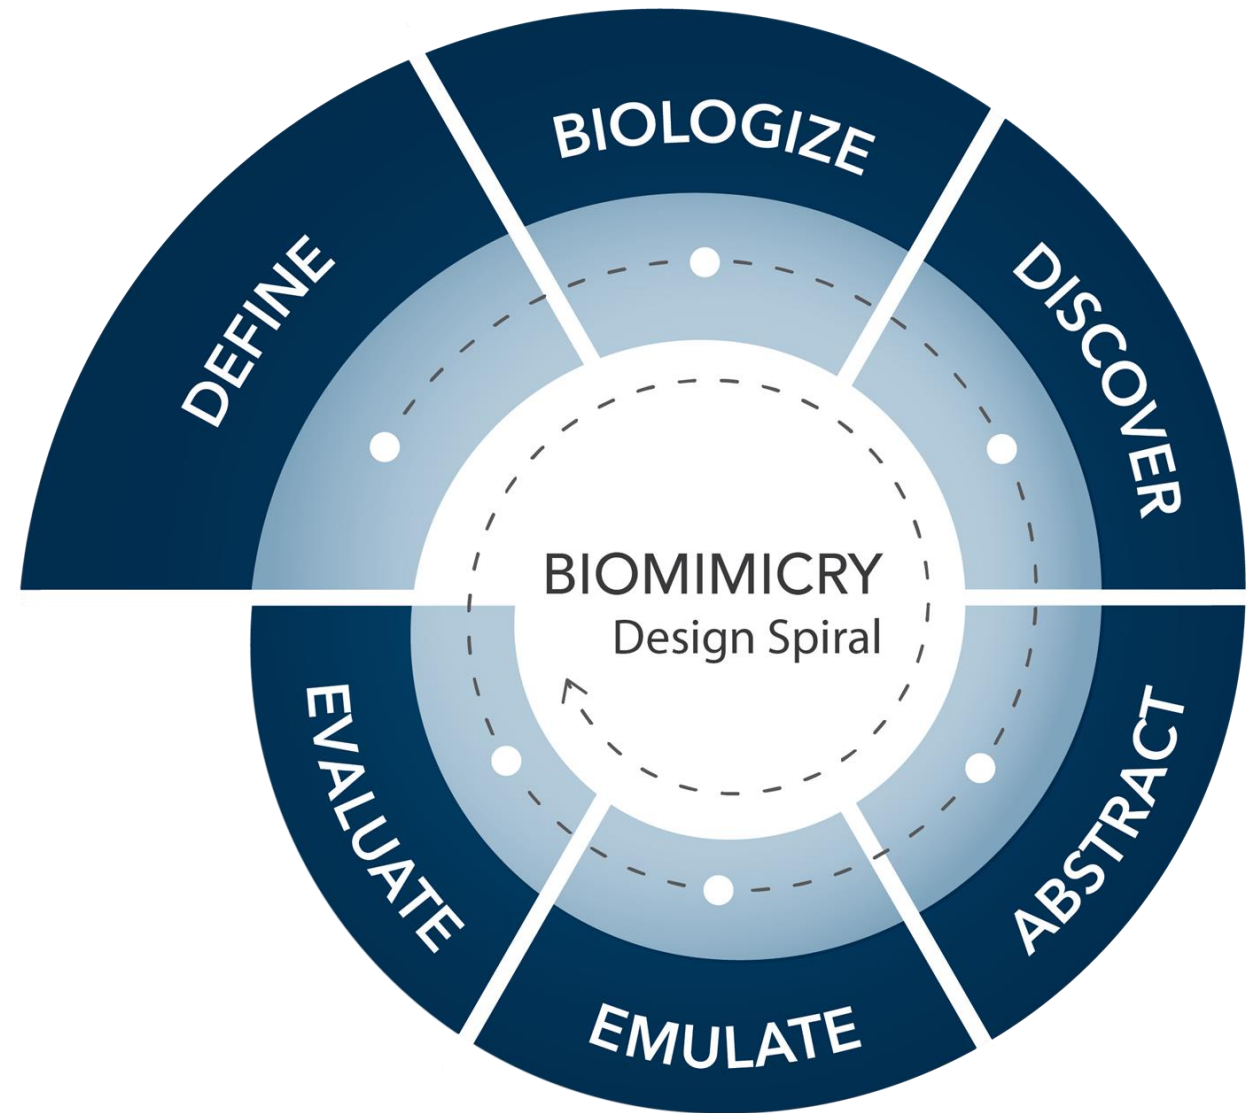 DEFINE
BIOLOGIZE
DISCOVER
ABSTRACT
EMULATE
EVALUATE
BIOMIMICRY
Design Spiral